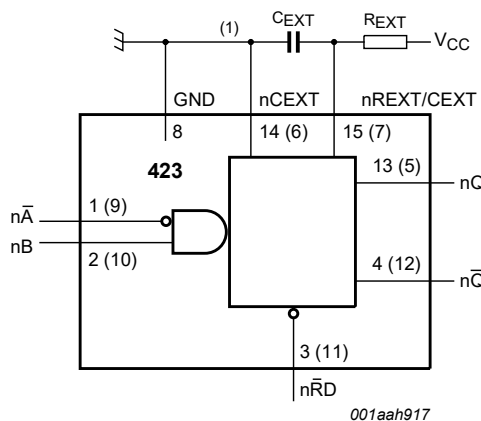 (1) CEXT REXT
VCC
GND nCEXT nREXT/CEXT
8 14 (6) 15 (7)
423 13 (5)
nQ
nA̅ 1 (9)
nB 2 (10)
4 (12) nQ̅
3 (11)
nR̅D
001aah917